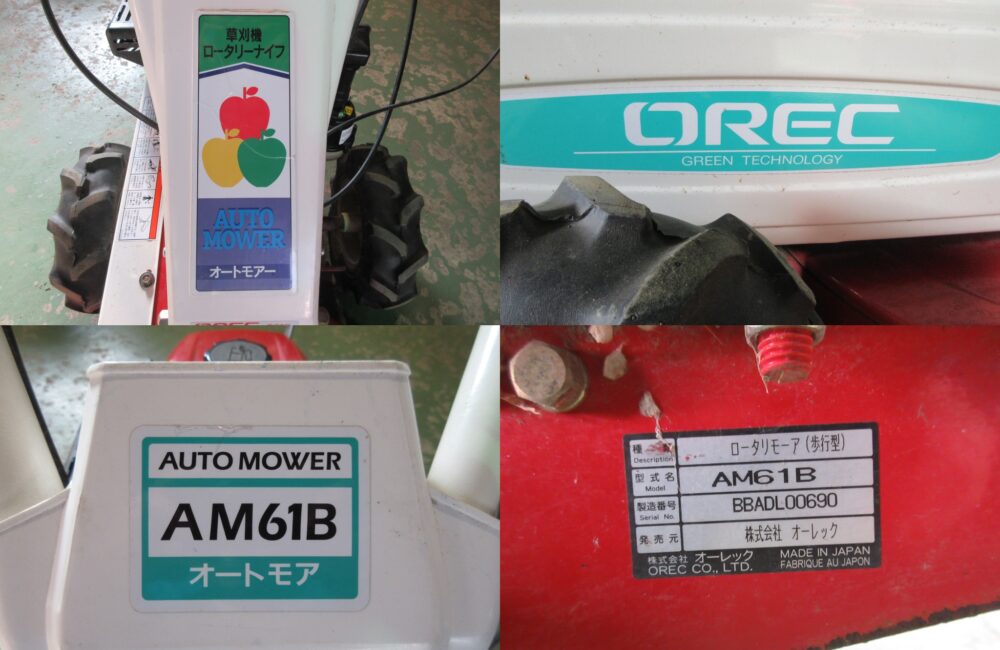 草刈機
ロータリーナイフ
AUTO
MOWER
オートモアー
OREC
OREC
GREEN TECHNOLOGY
AUTO MOWER
AM61B
オートモア
種 ロータリモーア(歩行型)
Description
型式名 AM61B
Model
製造番号 BBADL00690
Serial No.
発売元 株式会社 オーレック
株式会社 オーレック MADE IN JAPAN
OREC CO., LTD. FABRIQUE AU JAPON